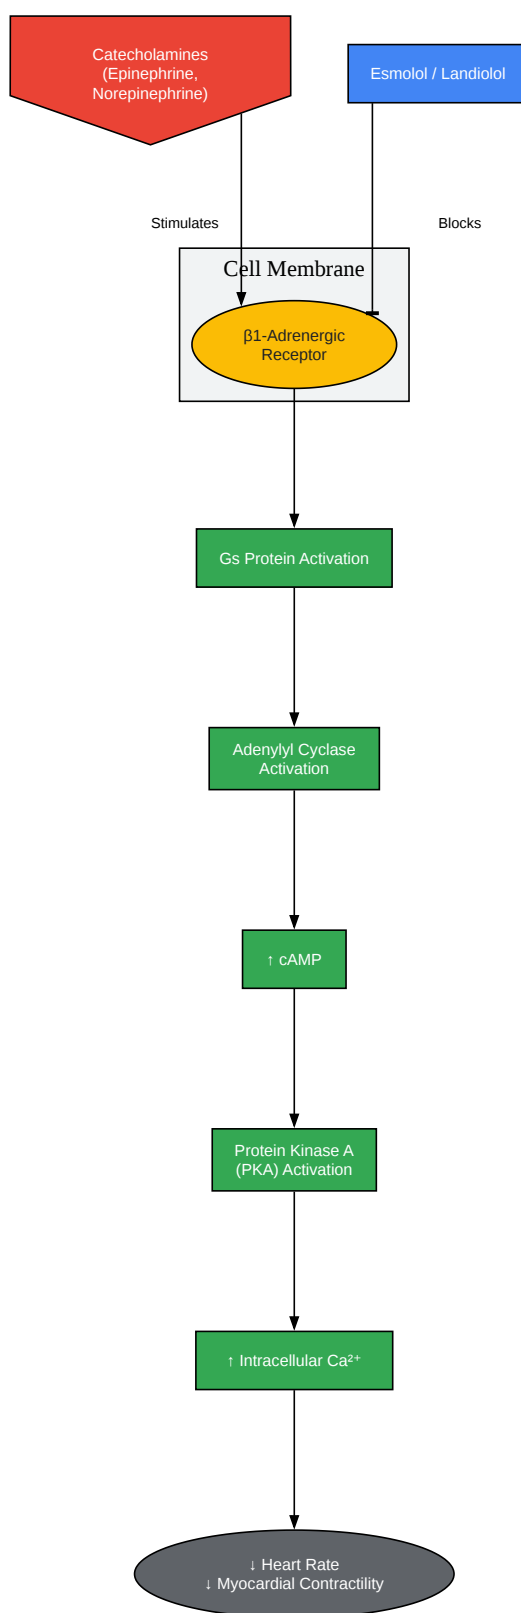 Catecholamines
(Epinephrine,
Norepinephrine)
Esmolol / Landiolol
Stimulates
Blocks
Cell Membrane
β1-Adrenergic
Receptor
Gs Protein Activation
Adenylyl Cyclase
Activation
↑ cAMP
Protein Kinase A
(PKA) Activation
↑ Intracellular Ca²⁺
↓ Heart Rate
↓ Myocardial Contractility